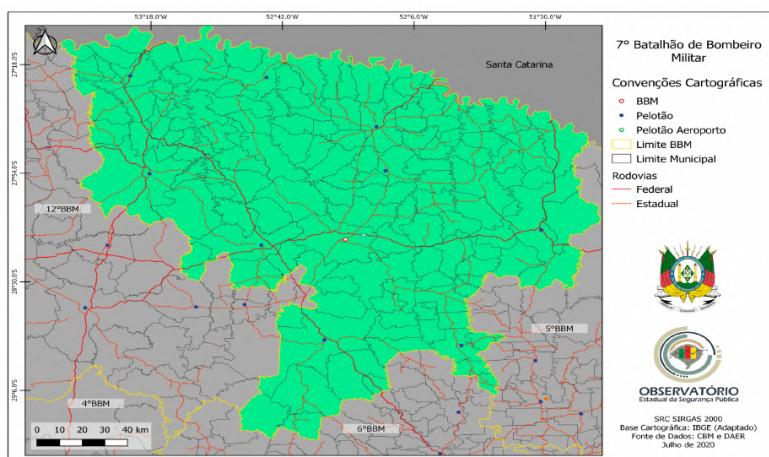 53°18.0'S
52°42.0'S
52°6.0'S
51°30.0'S
27°18.0'S
27°54.0'S
28°30.0'S
29°6.0'S
Santa Catarina
12°BBM
5°BBM
4°BBM
6°BBM
0 10 20 30 40 km
7º Batalhão de Bombeiro
Militar
Convenções Cartográficas
BBM
Pelotão
Pelotão Aeroporto
Limite BBM
Limite Municipal
Rodovias
Federal
Estadual
OBSERVATÓRIO
Estadual da Segurança Pública
SRC SIRGAS 2000
Base Cartográfica: IBGE (Adaptado)
Fonte de Dados: CBM e DAER
Julho de 2020